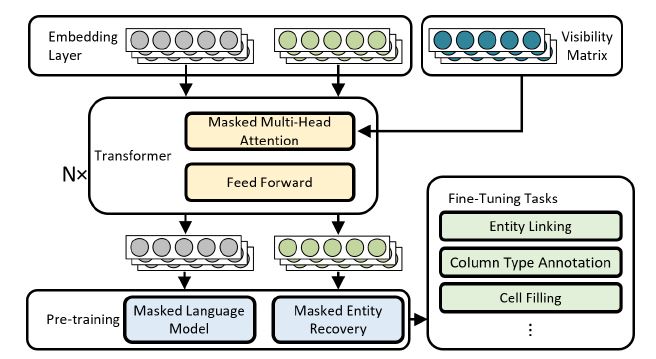 Embedding
Layer
Visibility
Matrix
Masked Multi-Head
Attention
Transformer
N×
Feed Forward
Fine-Tuning Tasks
Entity Linking
Column Type Annotation
Cell Filling
⋮
Pre-training
Masked Language
Model
Masked Entity
Recovery